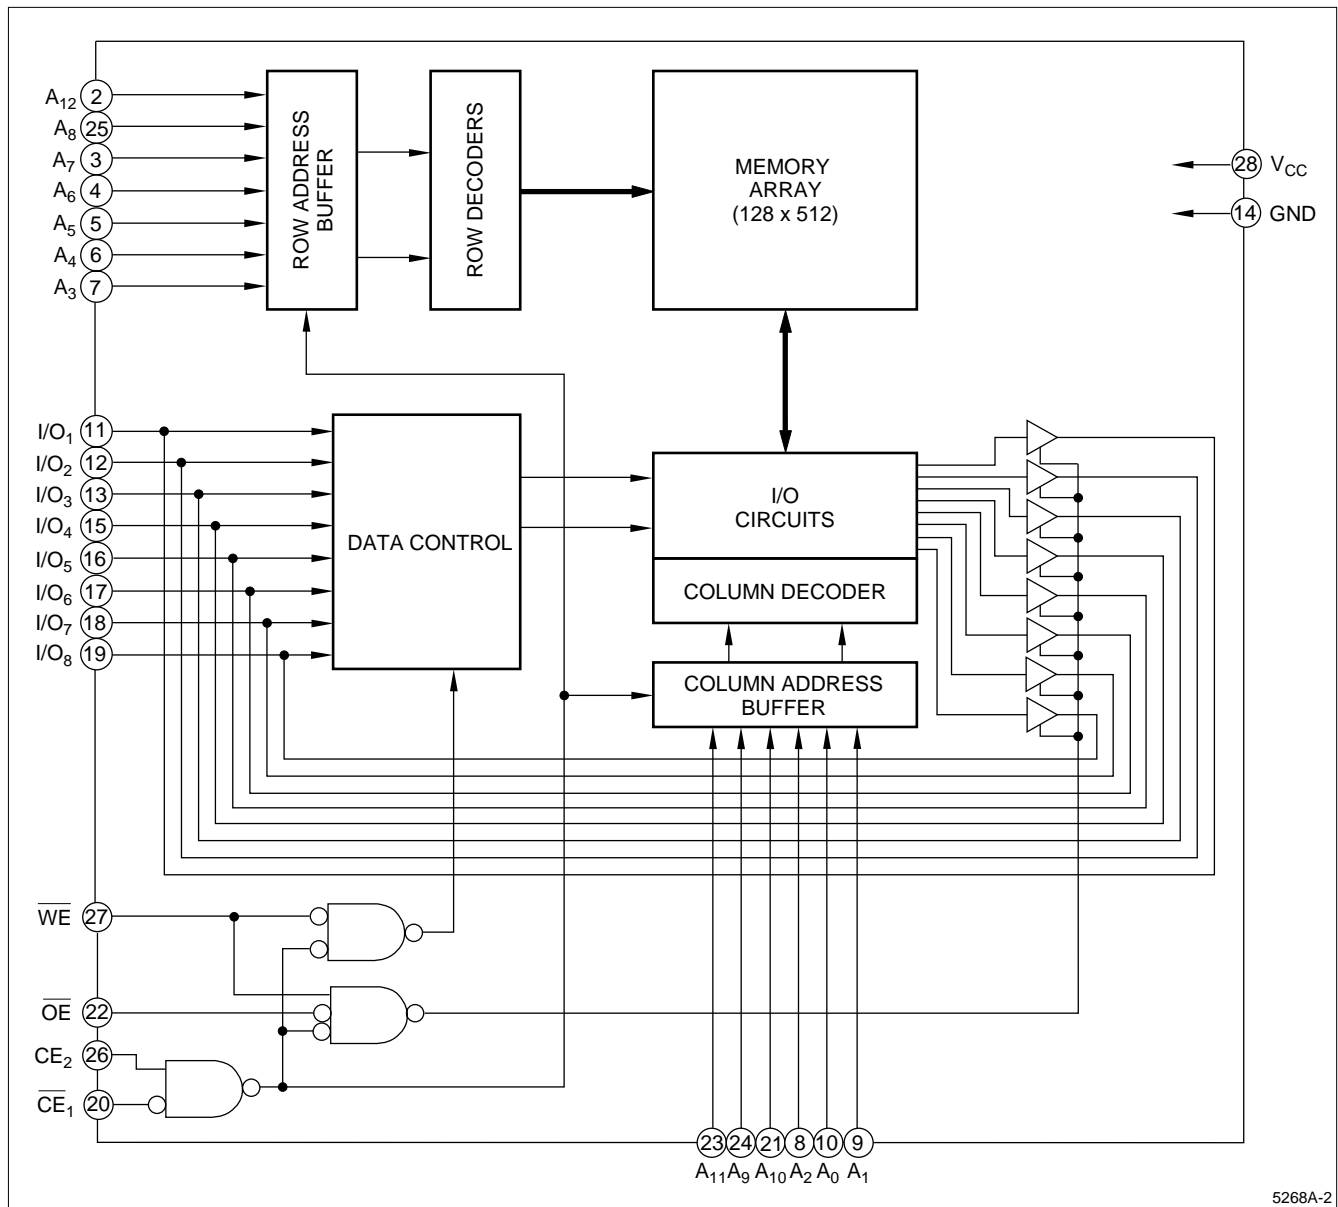 A12 2
A8 25
A7 3
A6 4
A5 5
A4 6
A3 7
ROW ADDRESS
BUFFER
ROW DECODERS
MEMORY
ARRAY
(128 x 512)
28 VCC
14 GND
I/O1 11
I/O2 12
I/O3 13
I/O4 15
I/O5 16
I/O6 17
I/O7 18
I/O8 19
DATA CONTROL
I/O
CIRCUITS
COLUMN DECODER
COLUMN ADDRESS
BUFFER
W̅E̅ 27
O̅E̅ 22
CE2 26
C̅E̅1 20
23 24 21 8 10 9
A11 A9 A10 A2 A0 A1
5268A-2